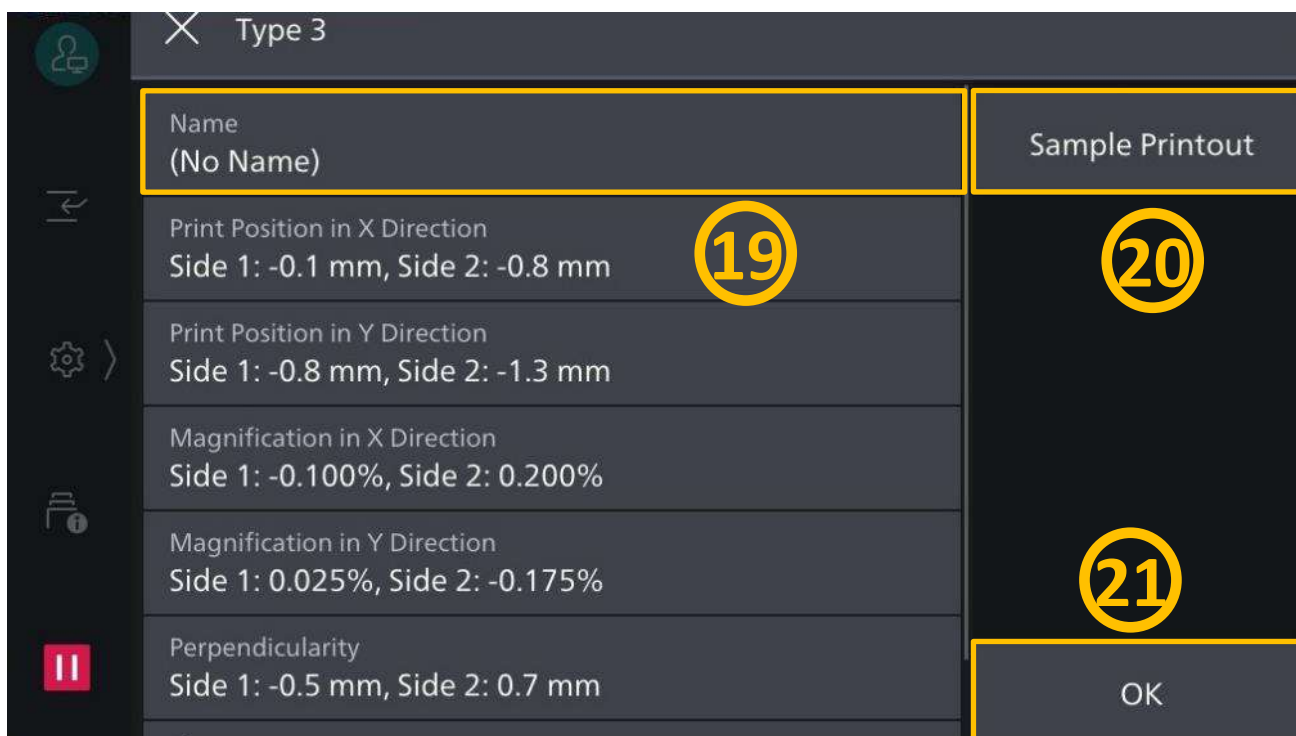 Type 3
Name
(No Name)
Sample Printout
Print Position in X Direction
Side 1: -0.1 mm, Side 2: -0.8 mm
19
20
Print Position in Y Direction
Side 1: -0.8 mm, Side 2: -1.3 mm
Magnification in X Direction
Side 1: -0.100%, Side 2: 0.200%
Magnification in Y Direction
Side 1: 0.025%, Side 2: -0.175%
21
Perpendicularity
Side 1: -0.5 mm, Side 2: 0.7 mm
OK